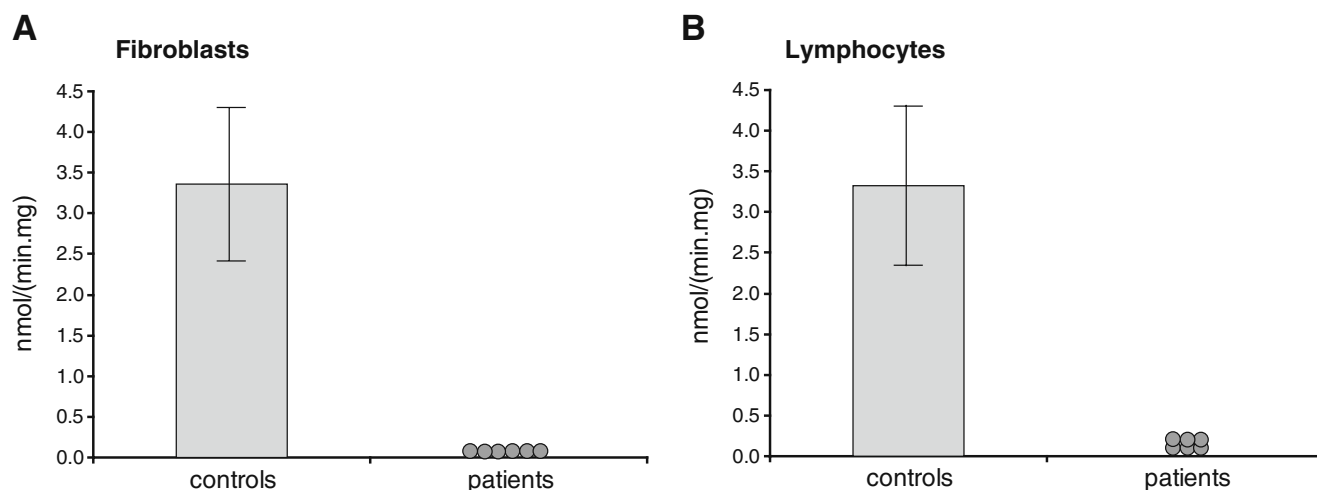 A
Fibroblasts
nmol/(min.mg)
4.5
4.0
3.5
3.0
2.5
2.0
1.5
1.0
0.5
0.0
controls patients
B
Lymphocytes
nmol/(min.mg)
4.5
4.0
3.5
3.0
2.5
2.0
1.5
1.0
0.5
0.0
controls patients